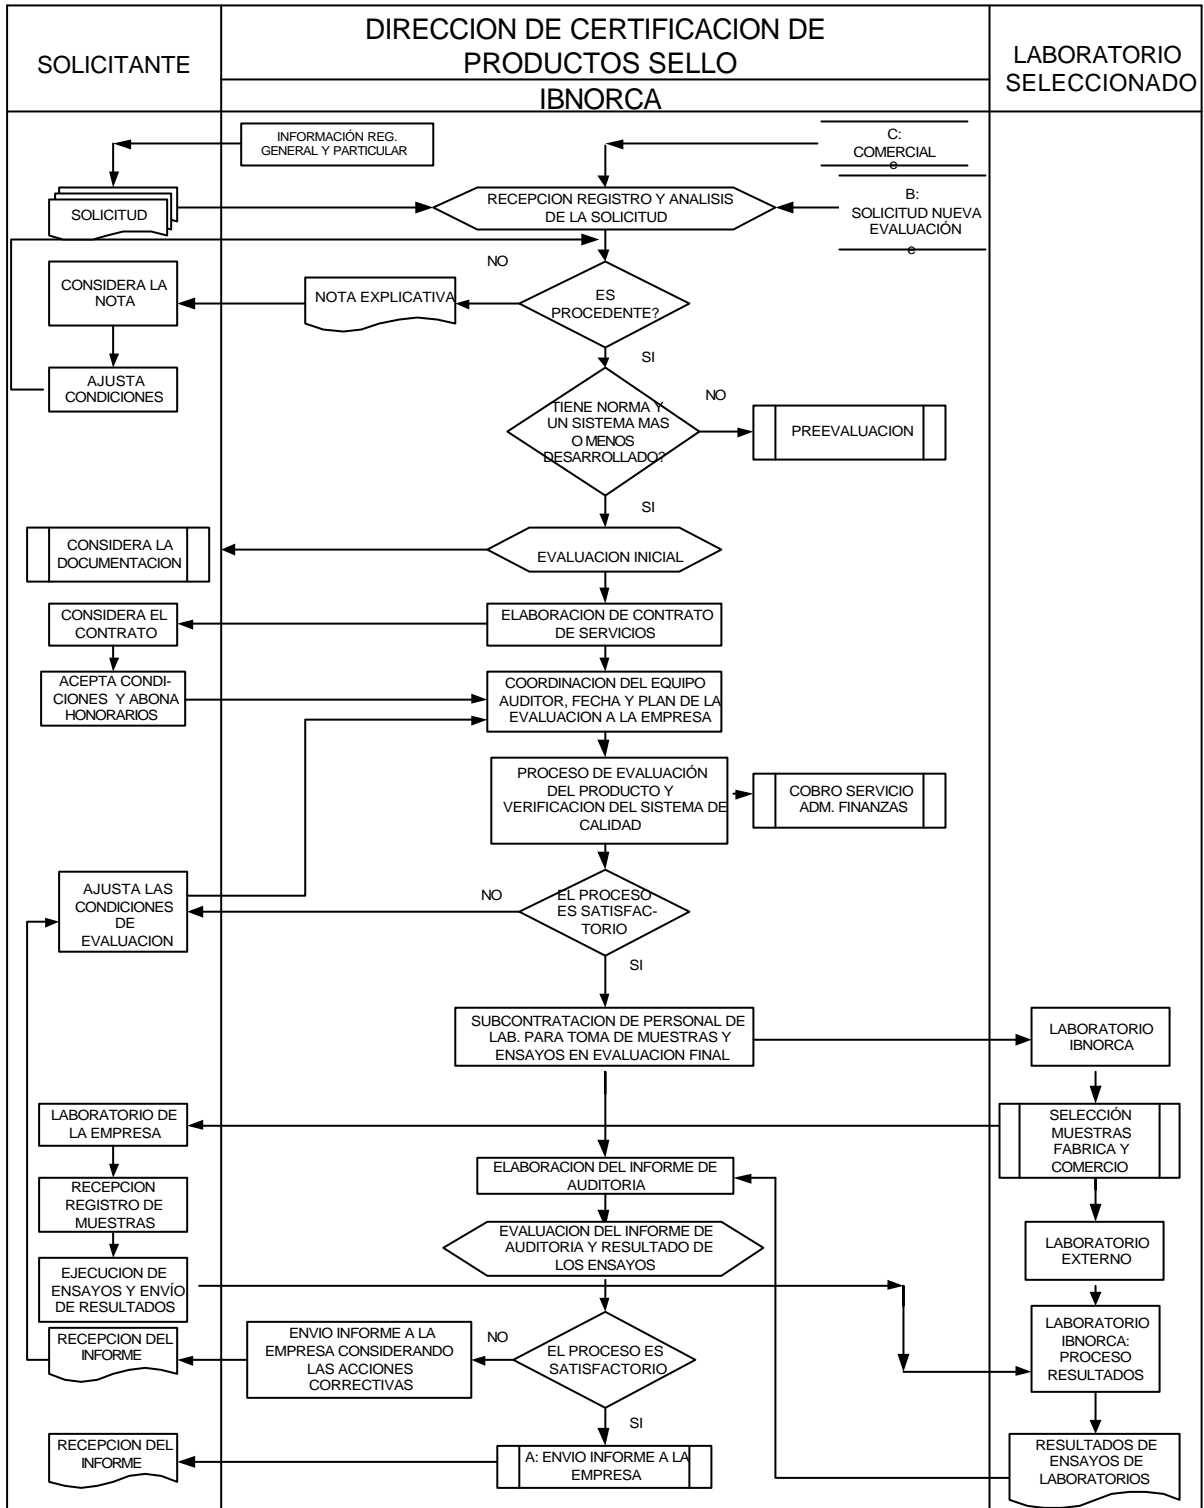 SOLICITANTE
DIRECCION DE CERTIFICACION DE
PRODUCTOS SELLO
IBNORCA
LABORATORIO
SELECCIONADO
INFORMACIÓN REG.
GENERAL Y PARTICULAR
C:
COMERCIAL
e
SOLICITUD
RECEPCION REGISTRO Y ANALISIS
DE LA SOLICITUD
B:
SOLICITUD NUEVA
EVALUACIÓN
e
NO
CONSIDERA LA
NOTA
NOTA EXPLICATIVA
ES
PROCEDENTE?
SI
AJUSTA
CONDICIONES
TIENE NORMA Y
UN SISTEMA MAS
O MENOS
DESARROLLADO?
NO
PREEVALUACION
SI
CONSIDERA LA
DOCUMENTACION
EVALUACION INICIAL
CONSIDERA EL
CONTRATO
ELABORACION DE CONTRATO
DE SERVICIOS
ACEPTA CONDI-
CIONES Y ABONA
HONORARIOS
COORDINACION DEL EQUIPO
AUDITOR, FECHA Y PLAN DE LA
EVALUACION A LA EMPRESA
PROCESO DE EVALUACIÓN
DEL PRODUCTO Y
VERIFICACION DEL SISTEMA DE
CALIDAD
COBRO SERVICIO
ADM. FINANZAS
AJUSTA LAS
CONDICIONES
DE
EVALUACION
NO
EL PROCESO
ES SATISFAC-
TORIO
SI
SUBCONTRATACION DE PERSONAL DE
LAB. PARA TOMA DE MUESTRAS Y
ENSAYOS EN EVALUACION FINAL
LABORATORIO
IBNORCA
LABORATORIO DE
LA EMPRESA
SELECCIÓN
MUESTRAS
FABRICA Y
COMERCIO
ELABORACION DEL INFORME DE
AUDITORIA
RECEPCION
REGISTRO DE
MUESTRAS
EVALUACION DEL INFORME DE
AUDITORIA Y RESULTADO DE
LOS ENSAYOS
LABORATORIO
EXTERNO
EJECUCION DE
ENSAYOS Y ENVÍO
DE RESULTADOS
LABORATORIO
IBNORCA:
PROCESO
RESULTADOS
RECEPCION DEL
INFORME
ENVIO INFORME A LA
EMPRESA CONSIDERANDO
LAS ACCIONES
CORRECTIVAS
NO
EL PROCESO ES
SATISFACTORIO
SI
RECEPCION DEL
INFORME
A: ENVIO INFORME A LA
EMPRESA
RESULTADOS DE
ENSAYOS DE
LABORATORIOS